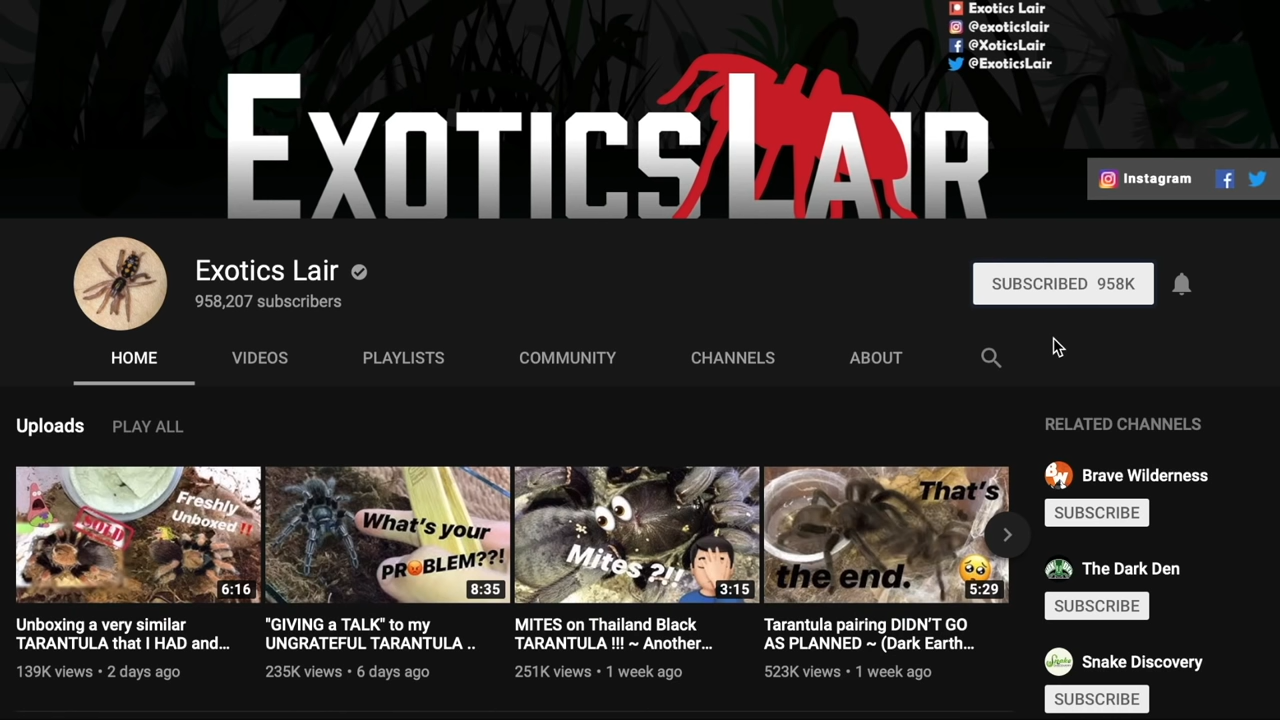 Exotics Lair
@exoticslair
@XoticsLair
@ExoticsLair
EXOTICSLAIR
Instagram
Exotics Lair
958,207 subscribers
SUBSCRIBED 958K
HOME VIDEOS PLAYLISTS COMMUNITY CHANNELS ABOUT
Uploads PLAY ALL
Freshly
Unboxed !!
SOLD
6:16
What's your
PROBLEM??!
8:35
Mites ?!!
3:15
That's
the end.
5:29
Unboxing a very similar
TARANTULA that I HAD and...
139K views • 2 days ago
"GIVING a TALK" to my
UNGRATEFUL TARANTULA ..
235K views • 6 days ago
MITES on Thailand Black
TARANTULA !!! ~ Another...
251K views • 1 week ago
Tarantula pairing DIDN'T GO
AS PLANNED ~ (Dark Earth...
523K views • 1 week ago
RELATED CHANNELS
BW
Brave Wilderness
SUBSCRIBE
The Dark Den
SUBSCRIBE
Snake Discovery
SUBSCRIBE